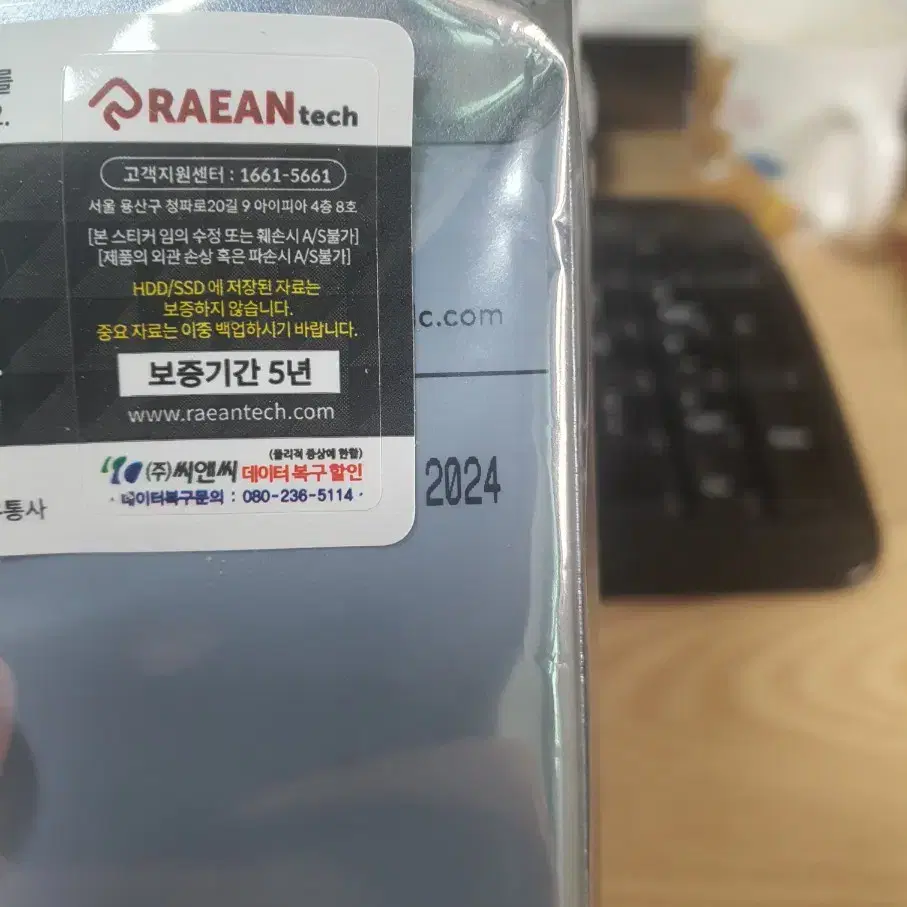 를
RAEAN tech
고객지원센터 : 1661-5661
서울 용산구 청파로20길 9 아이피아 4층 8호
[본 스티커 임의 수정 또는 훼손시 A/S불가]
[제품의 외관 손상 혹은 파손시 A/S불가]
HDD/SSD 에 저장된 자료는
보증하지 않습니다.
중요 자료는 이중 백업하시기 바랍니다.
c.com
보증기간 5년
www.raeantech.com
(물리적 증상에 한함)
(주)씨앤씨 데이터 복구 할인
데이터복구문의 : 080-236-5114
2024
통사